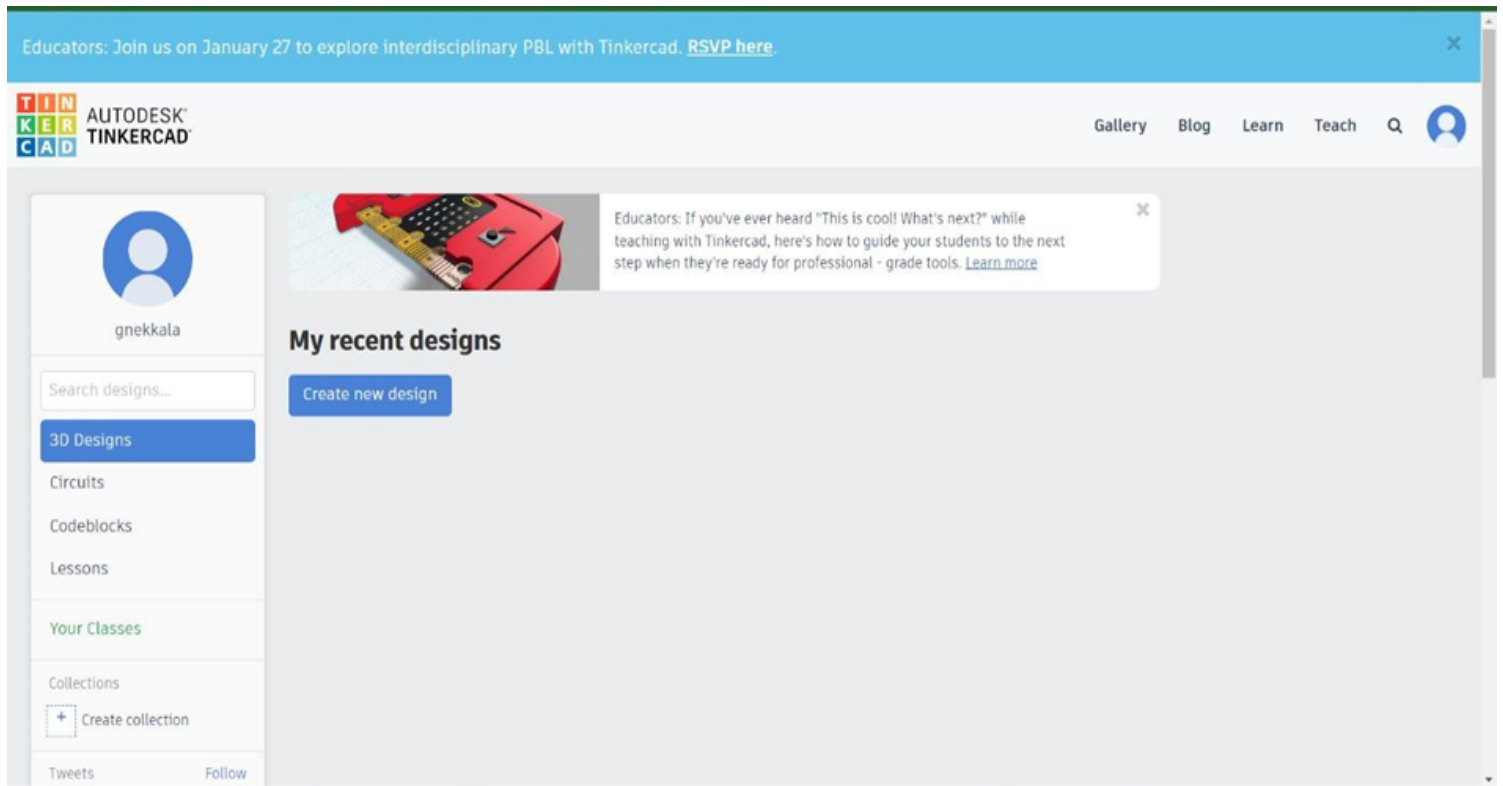 Educators: Join us on January 27 to explore interdisciplinary PBL with Tinkercad. RSVP here.
TIN
KER
CAD
AUTODESK®
TINKERCAD®
Gallery Blog Learn Teach
gnekkala
Search designs...
3D Designs
Circuits
Codeblocks
Lessons
Your Classes
Collections
+ Create collection
Tweets Follow
Educators: If you've ever heard "This is cool! What's next?" while
teaching with Tinkercad, here's how to guide your students to the next
step when they're ready for professional - grade tools. Learn more
My recent designs
Create new design